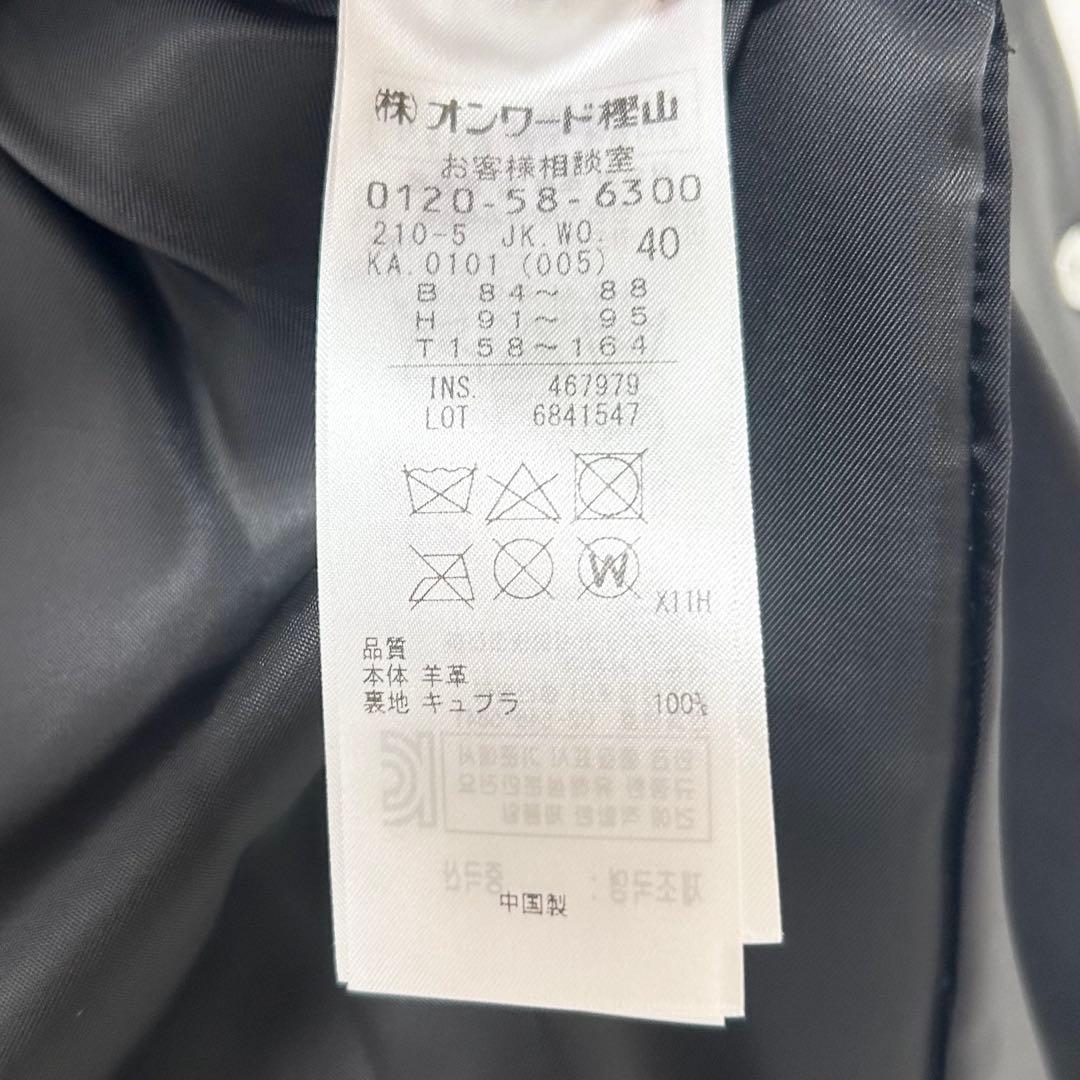 (株)オンワード樫山
お客様相談室
0120-58-6300
210-5 JK.WO. 40
KA.0101 (005)
B 84～ 88
H 91～ 95
T158～164
INS. 467979
LOT 6841547
W
X11H
品質
本体 羊革
裏地 キュプラ 100%
中国製